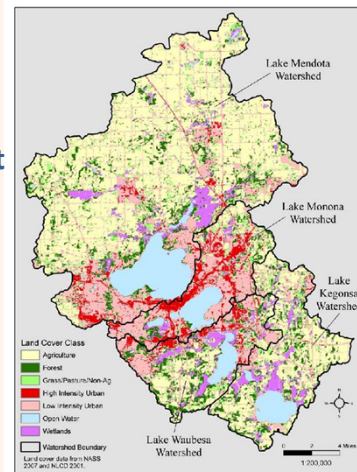 Lake Mendota
Watershed
Lake Monona
Watershed
Lake
Kegonsa
Watershed
Land Cover Class
Agriculture
Forest
Grass/Pasture/Non-Ag
High Intensity Urban
Low Intensity Urban
Open Water
Wetlands
Watershed Boundary
Land cover data from NASS
2007 and NLCD 2001.
Lake Waubesa
Watershed
0 2 4 Miles
1:200,000